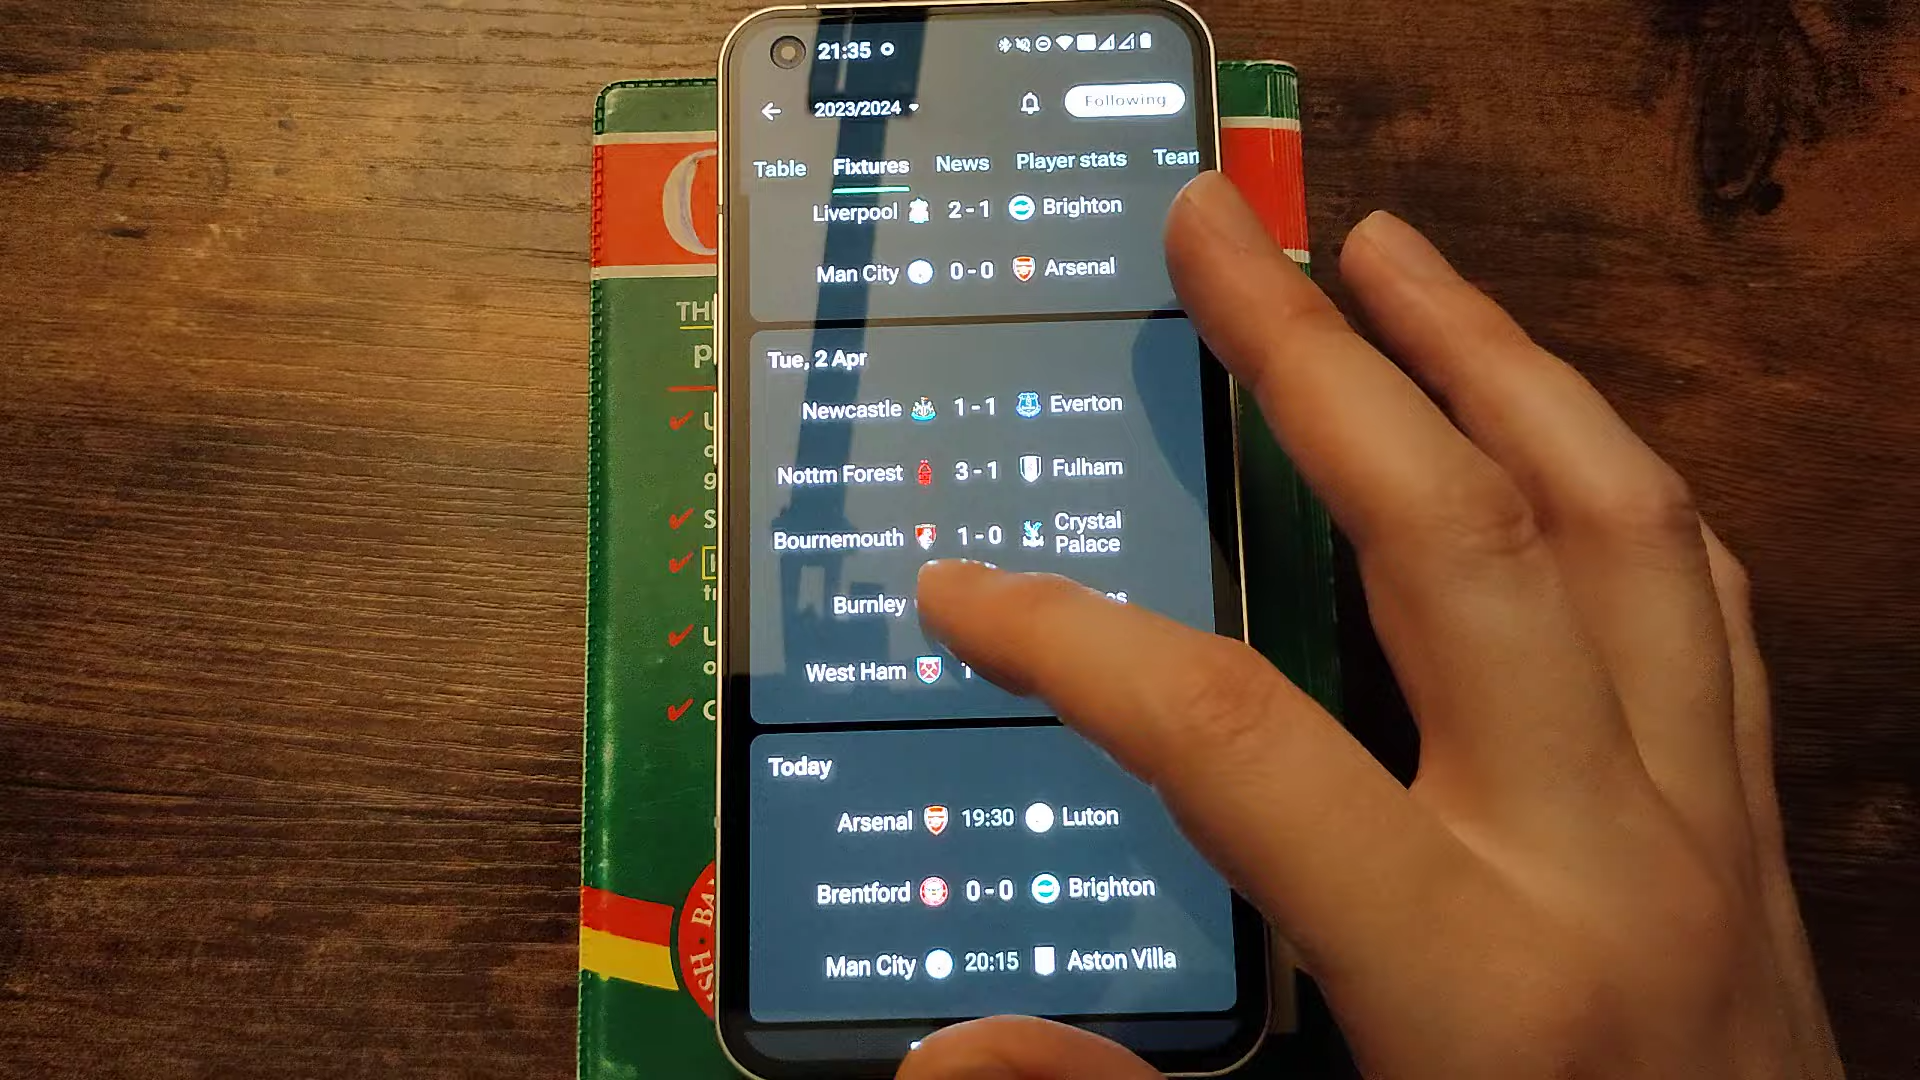 21:35
2023/2024
Following
Table Fixtures News Player stats
Liverpool 2 - 1 Brighton
Man City 0 - 0 Arsenal
Tue, 2 Apr
Newcastle 1 - 1 Everton
Nottm Forest 3 - 1 Fulham
Bournemouth 1 - 0 Crystal Palace
Burnley
West Ham 1
Today
Arsenal 19:30 Luton
Brentford 0 - 0 Brighton
Man City 20:15 Aston Villa